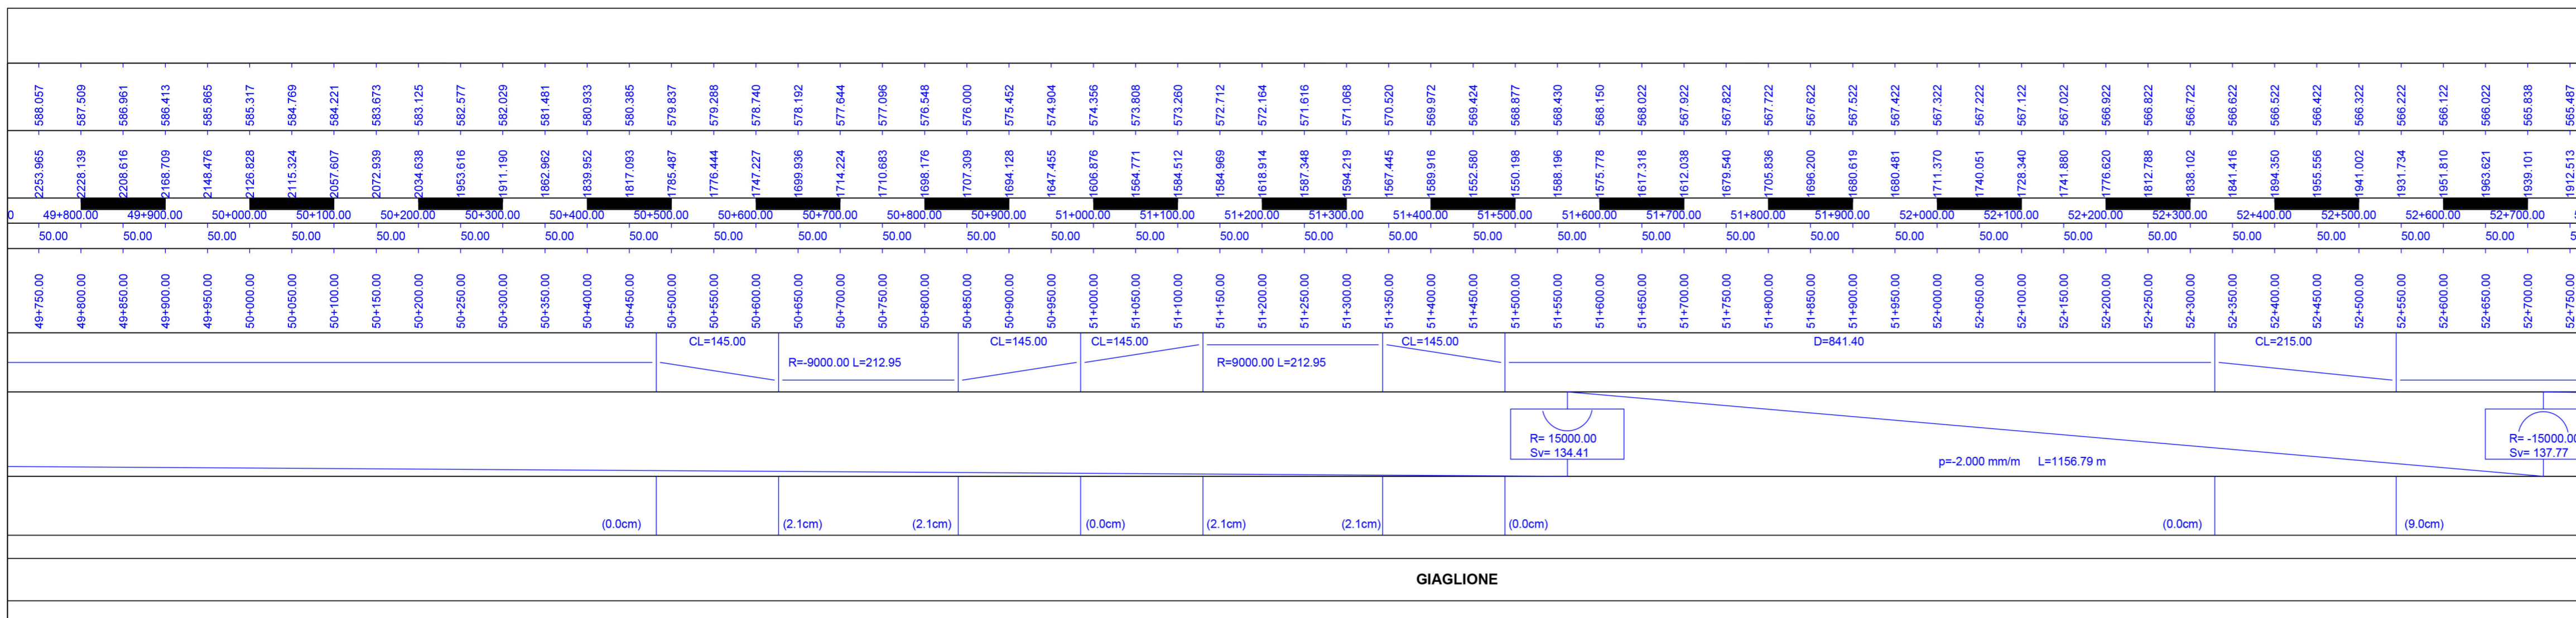 588.057 587.509 586.961 586.413 585.865 585.317 584.769 584.221 583.673 583.125 582.577 582.029 581.481 580.933 580.385 579.837 579.288 578.740 578.192 577.644 577.096 576.548 576.000 575.452 574.904 574.356 573.808 573.260 572.712 572.164 571.616 571.068 570.520 569.972 569.424 568.877 568.430 568.150 568.022 567.922 567.822 567.722 567.622 567.522 567.422 567.322 567.222 567.122 567.022 566.922 566.822 566.722 566.622 566.522 566.422 566.322 566.222 566.122 566.022 565.838 565.487
2253.965 2228.139 2208.616 2168.709 2148.476 2126.828 2115.324 2057.607 2072.939 2034.638 1953.616 1911.190 1862.962 1839.952 1817.093 1785.487 1776.444 1747.227 1699.936 1714.224 1710.683 1698.176 1707.309 1694.128 1647.455 1606.876 1564.771 1584.512 1584.969 1618.914 1587.348 1594.219 1567.445 1589.916 1552.580 1550.198 1588.196 1575.778 1617.318 1612.038 1679.540 1705.836 1696.200 1680.619 1680.481 1711.370 1740.051 1728.340 1741.880 1776.620 1812.788 1838.102 1841.416 1894.350 1955.556 1941.002 1931.734 1951.810 1963.621 1939.101 1912.513
0 49+800.00 49+900.00 50+000.00 50+100.00 50+200.00 50+300.00 50+400.00 50+500.00 50+600.00 50+700.00 50+800.00 50+900.00 51+000.00 51+100.00 51+200.00 51+300.00 51+400.00 51+500.00 51+600.00 51+700.00 51+800.00 51+900.00 52+000.00 52+100.00 52+200.00 52+300.00 52+400.00 52+500.00 52+600.00 52+700.00
50.00 50.00 50.00 50.00 50.00 50.00 50.00 50.00 50.00 50.00 50.00 50.00 50.00 50.00 50.00 50.00 50.00 50.00 50.00 50.00 50.00 50.00 50.00 50.00 50.00 50.00 50.00 50.00 50.00 50.00
49+750.00 49+800.00 49+850.00 49+900.00 49+950.00 50+000.00 50+050.00 50+100.00 50+150.00 50+200.00 50+250.00 50+300.00 50+350.00 50+400.00 50+450.00 50+500.00 50+550.00 50+600.00 50+650.00 50+700.00 50+750.00 50+800.00 50+850.00 50+900.00 50+950.00 51+000.00 51+050.00 51+100.00 51+150.00 51+200.00 51+250.00 51+300.00 51+350.00 51+400.00 51+450.00 51+500.00 51+550.00 51+600.00 51+650.00 51+700.00 51+750.00 51+800.00 51+850.00 51+900.00 51+950.00 52+000.00 52+050.00 52+100.00 52+150.00 52+200.00 52+250.00 52+300.00 52+350.00 52+400.00 52+450.00 52+500.00 52+550.00 52+600.00 52+650.00 52+700.00 52+750.00
CL=145.00 CL=145.00 CL=145.00 CL=145.00 D=841.40 CL=215.00
R=-9000.00 L=212.95 R=9000.00 L=212.95
R= 15000.00 R= -15000.00
Sv= 134.41 Sv= 137.77
p=-2.000 mm/m L=1156.79 m
(0.0cm) (2.1cm) (2.1cm) (0.0cm) (2.1cm) (2.1cm) (0.0cm) (0.0cm) (9.0cm)
GIAGLIONE